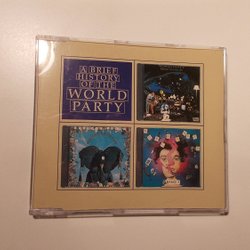 A BRIEF
HISTORY
OF THE
WORLD
PARTY